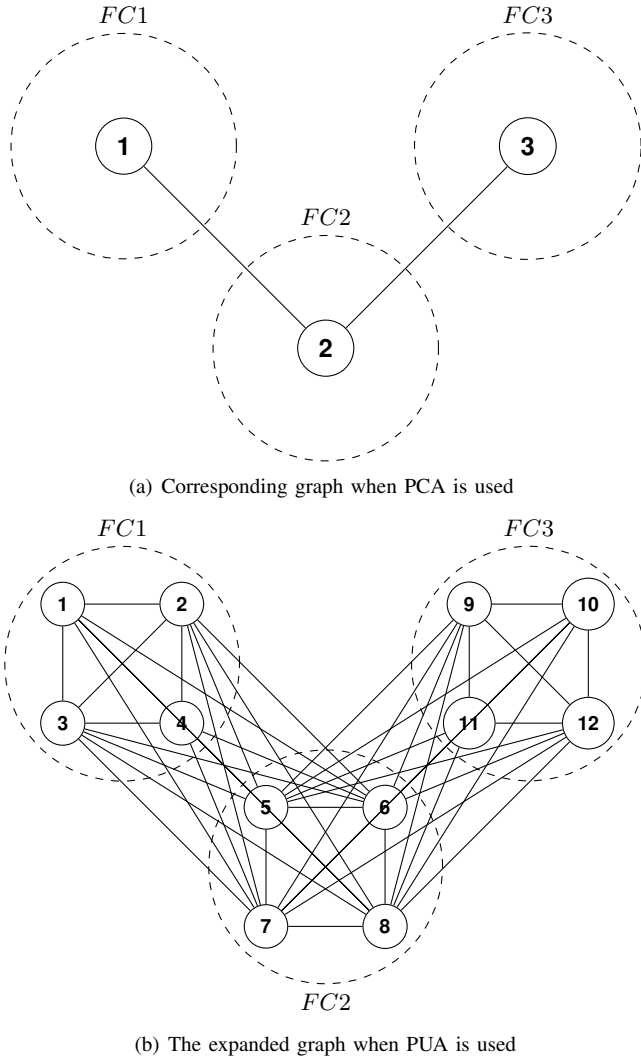 FC1
FC3
1
3
FC2
2
(a) Corresponding graph when PCA is used
FC1
FC3
1
2
9
10
3
4
11
12
5
6
7
8
FC2
(b) The expanded graph when PUA is used